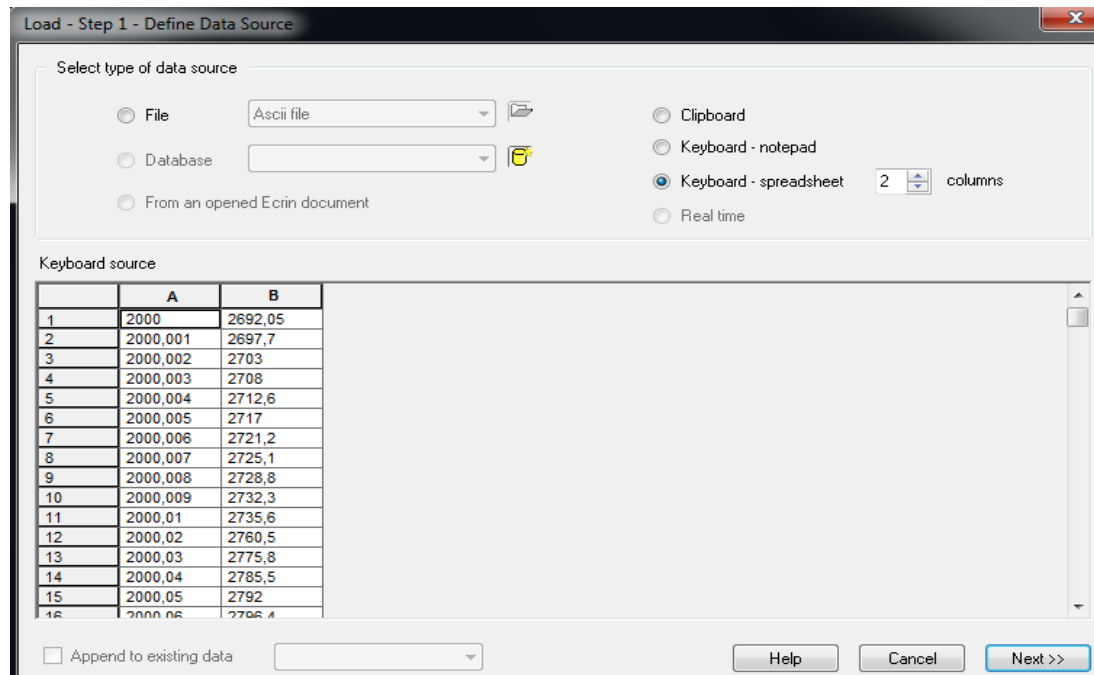 Load - Step 1 - Define Data Source
Select type of data source
File Ascii file Clipboard
Keyboard - notepad
Database
Keyboard - spreadsheet 2 columns
From an opened Ecrin document
Real time
Keyboard source
A B
1 2000 2692,05
2 2000,001 2697,7
3 2000,002 2703
4 2000,003 2708
5 2000,004 2712,6
6 2000,005 2717
7 2000,006 2721,2
8 2000,007 2725,1
9 2000,008 2728,8
10 2000,009 2732,3
11 2000,01 2735,6
12 2000,02 2760,5
13 2000,03 2775,8
14 2000,04 2785,5
15 2000,05 2792
16 2000,06 2796,4
Append to existing data Help Cancel Next >>